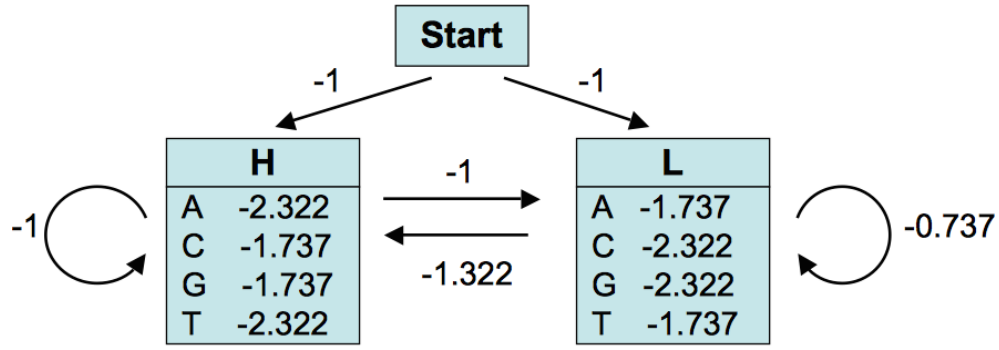 Start
-1 -1
H L
-1
A -2.322 A -1.737
-1 C -1.737 C -2.322 -0.737
G -1.737 -1.322 G -2.322
T -2.322 T -1.737